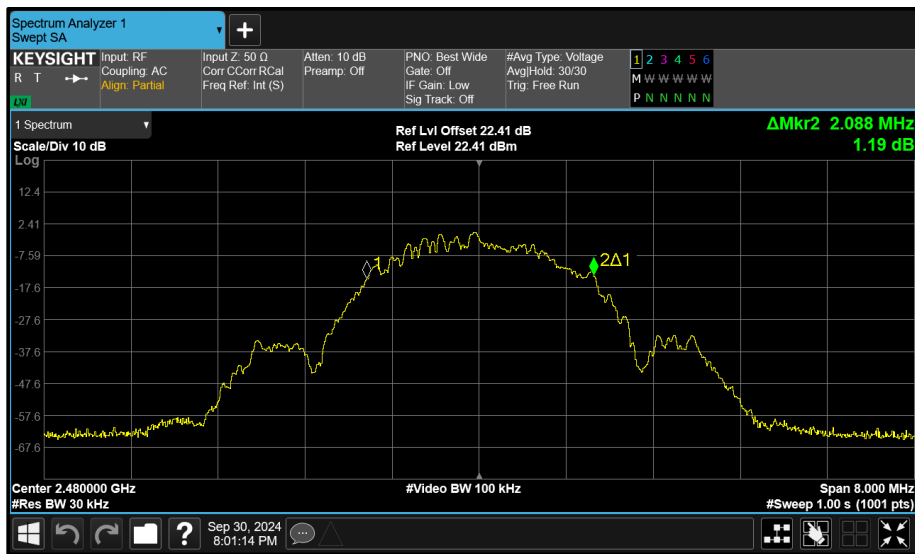 Spectrum Analyzer 1
Swept SA
KEYSIGHT
R T
LXI
Input: RF
Coupling: AC
Align: Partial
Input Z: 50 Ω
Corr CCorr RCal
Freq Ref: Int (S)
Atten: 10 dB
Preamp: Off
PNO: Best Wide
Gate: Off
IF Gain: Low
Sig Track: Off
#Avg Type: Voltage
Avg|Hold: 30/30
Trig: Free Run
1 2 3 4 5 6
M W W W W W
P N N N N N
1 Spectrum
Scale/Div 10 dB
Ref Lvl Offset 22.41 dB
Ref Level 22.41 dBm
ΔMkr2 2.088 MHz
1.19 dB
Log
12.4
2.41
-7.59
-17.6
-27.6
-37.6
-47.6
-57.6
-67.6
1
2Δ1
Center 2.480000 GHz
#Res BW 30 kHz
#Video BW 100 kHz
Span 8.000 MHz
#Sweep 1.00 s (1001 pts)
?
Sep 30, 2024
8:01:14 PM